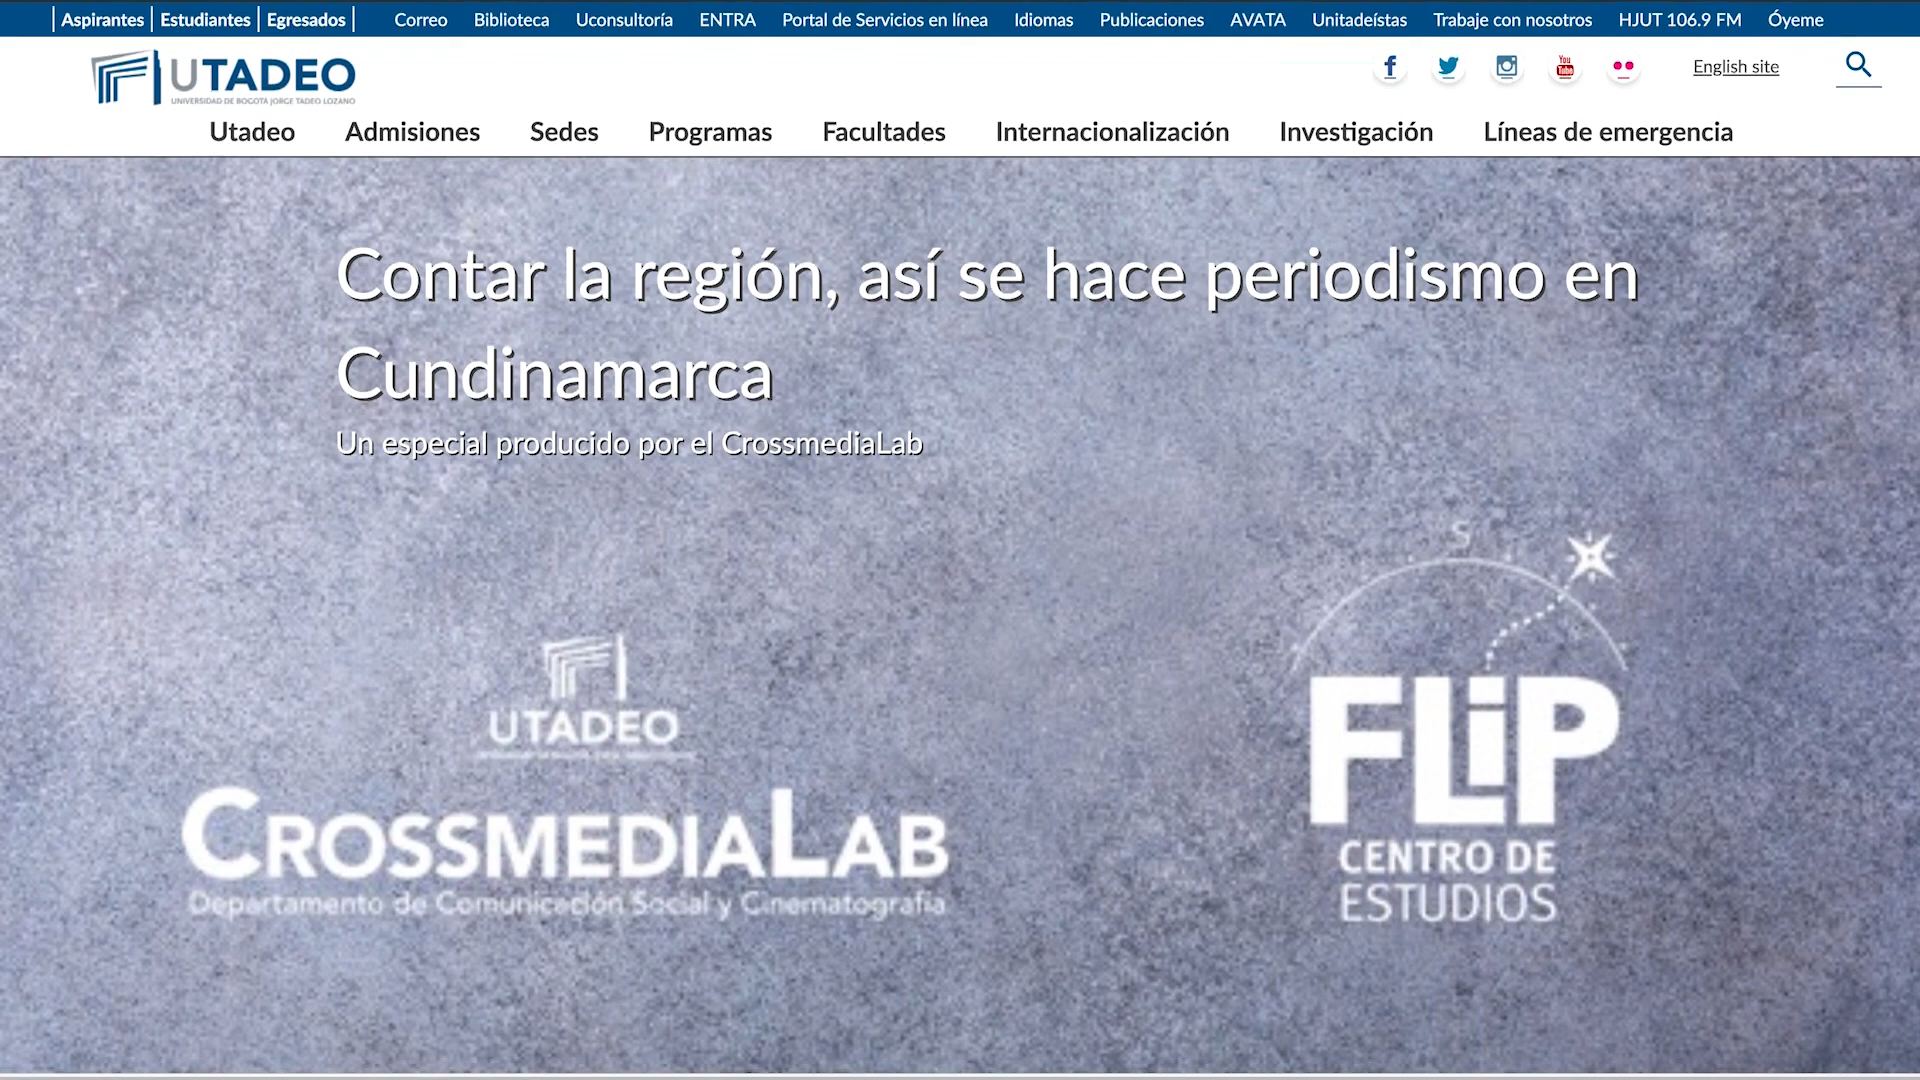 Aspirantes Estudiantes Egresados Correo Biblioteca Uconsultoría ENTRA Portal de Servicios en línea Idiomas Publicaciones AVATA Unitadeístas Trabaje con nosotros HJUT 106.9 FM Óyeme
UTADEO
UNIVERSIDAD DE BOGOTÁ JORGE TADEO LOZANO
You Tube
English site
Utadeo Admisiones Sedes Programas Facultades Internacionalización Investigación Líneas de emergencia
Contar la región, así se hace periodismo en
Cundinamarca
Un especial producido por el CrossmediaLab
S
UTADEO
CROSSMEDIALAB
Departamento de Comunicación Social y Cinematografía
FLiP
CENTRO DE
ESTUDIOS